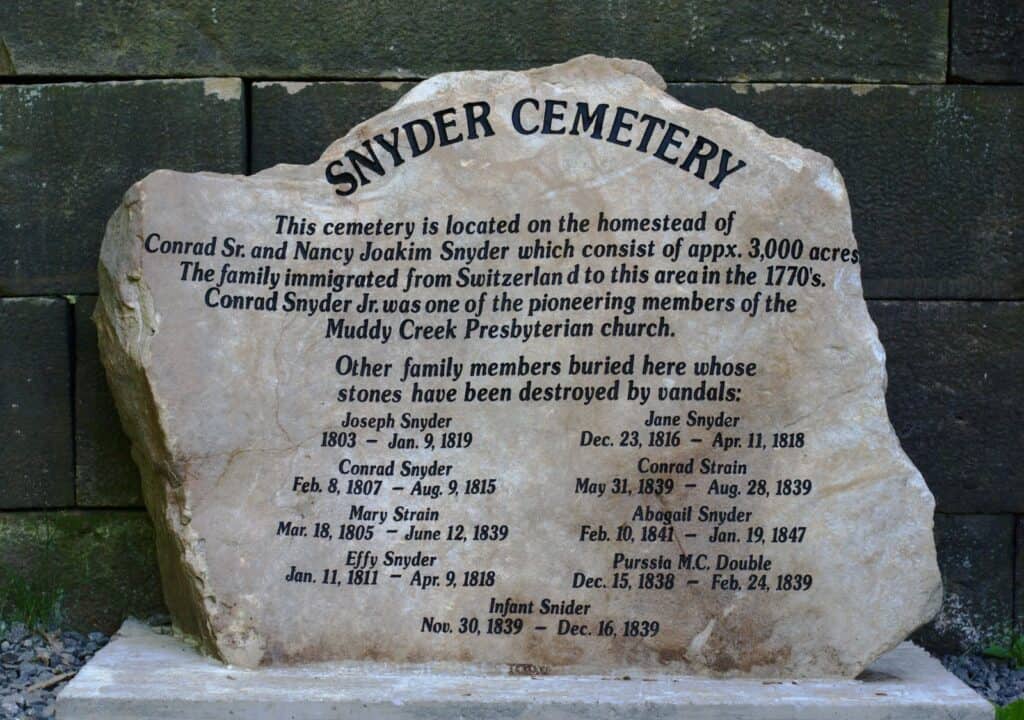 SNYDER CEMETERY
This cemetery is located on the homestead of
Conrad Sr. and Nancy Joakim Snyder which consist of appx. 3,000 acres
The family immigrated from Switzerland to this area in the 1770's.
Conrad Snyder Jr. was one of the pioneering members of the
Muddy Creek Presbyterian church.
Other family members buried here whose
stones have been destroyed by vandals:
Joseph Snyder
1803 – Jan. 9, 1819
Jane Snyder
Dec. 23, 1816 – Apr. 11, 1818
Conrad Snyder
Feb. 8, 1807 – Aug. 9, 1815
Conrad Strain
May 31, 1839 – Aug. 28, 1839
Mary Strain
Mar. 18, 1805 – June 12, 1839
Abagail Snyder
Feb. 10, 1841 – Jan. 19, 1847
Effy Snyder
Jan. 11, 1811 – Apr. 9, 1818
Purssia M.C. Double
Dec. 15, 1838 – Feb. 24, 1839
Infant Snider
Nov. 30, 1839 – Dec. 16, 1839